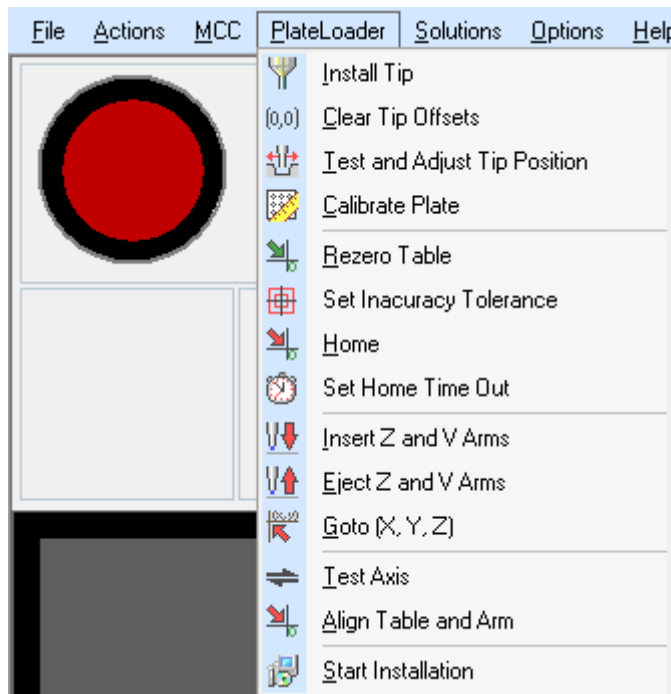 File Actions MCC PlateLoader Solutions Options Help
Install Tip
(0,0) Clear Tip Offsets
Test and Adjust Tip Position
Calibrate Plate
Rezero Table
Set Inacuracy Tolerance
Home
Set Home Time Out
Insert Z and V Arms
Eject Z and V Arms
Goto (X, Y, Z)
Test Axis
Align Table and Arm
Start Installation